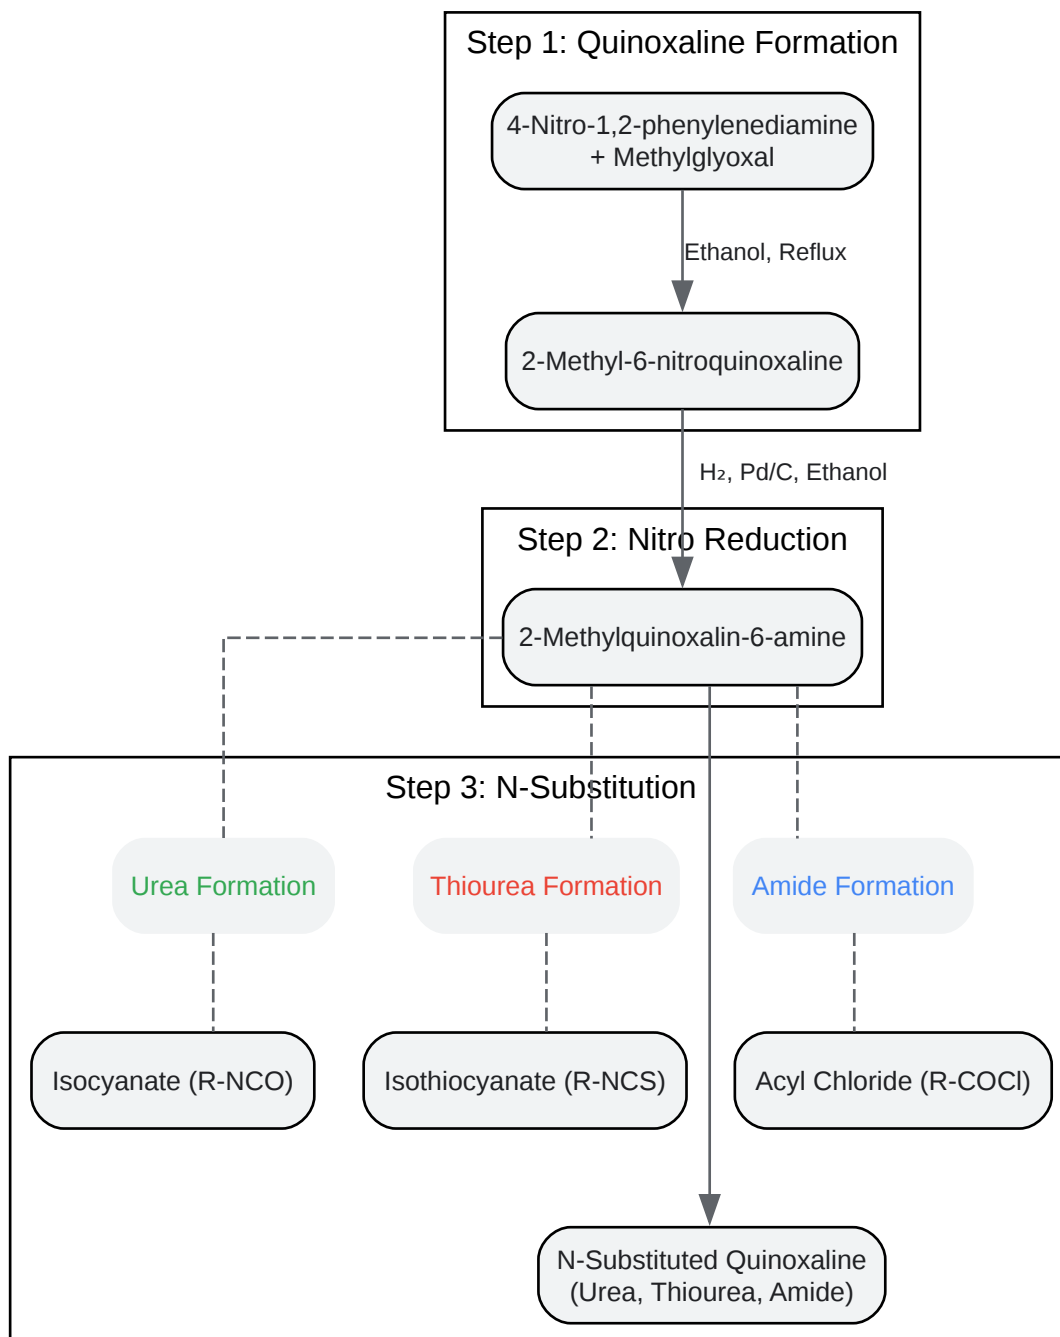 Step 1: Quinoxaline Formation
4-Nitro-1,2-phenylenediamine
+ Methylglyoxal
Ethanol, Reflux
2-Methyl-6-nitroquinoxaline
H₂, Pd/C, Ethanol
Step 2: Nitro Reduction
2-Methylquinoxalin-6-amine
Step 3: N-Substitution
Urea Formation
Thiourea Formation
Amide Formation
Isocyanate (R-NCO)
Isothiocyanate (R-NCS)
Acyl Chloride (R-COCl)
N-Substituted Quinoxaline
(Urea, Thiourea, Amide)